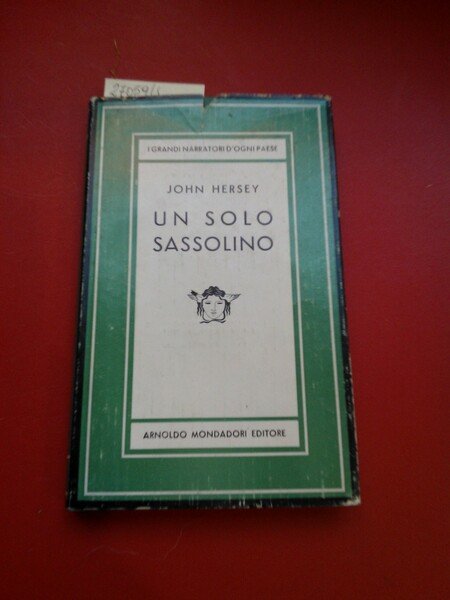 I GRANDI NARRATORI D'OGNI PAESE
JOHN HERSEY
UN SOLO
SASSOLINO
ARNOLDO MONDADORI EDITORE